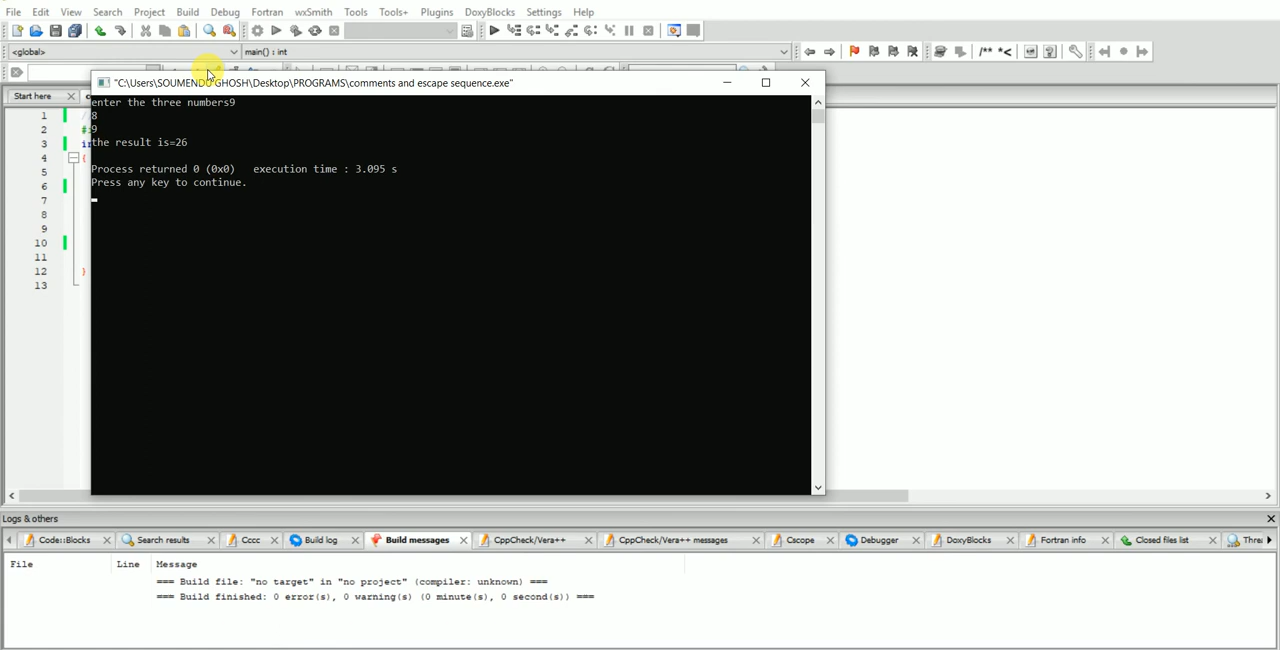 File Edit View Search Project Build Debug Fortran wxSmith Tools Tools+ Plugins DoxyBlocks Settings Help
<global> main() : int
"C:\Users\SOUMENDU GHOSH\Desktop\PROGRAMS\comments and escape sequence.exe"
Start here
enter the three numbers9
8
9
the result is=26
Process returned 0 (0x0) execution time : 3.095 s
Press any key to continue.
1
2
3
4
5
6
7
8
9
10
11
12 }
13
Logs & others
Code::Blocks Search results Cccc Build log Build messages CppCheck/Vera++ CppCheck/Vera++ messages Cscope Debugger DoxyBlocks Fortran info Closed files list
File Line Message
=== Build file: "no target" in "no project" (compiler: unknown) ===
=== Build finished: 0 error(s), 0 warning(s) (0 minute(s), 0 second(s)) ===